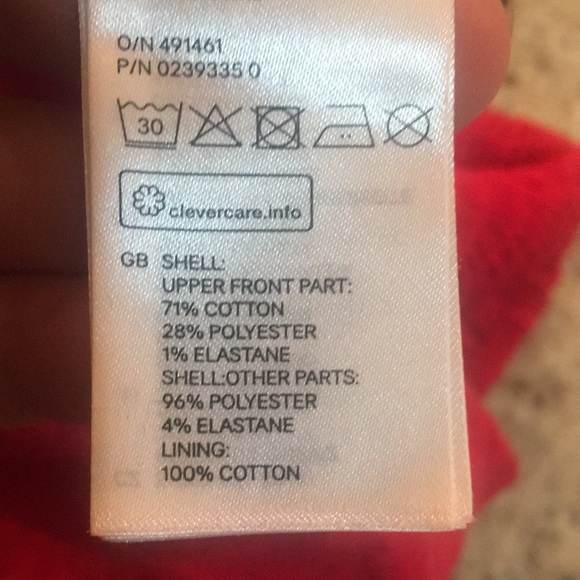 O/N 491461
P/N 0239335 0
30
clevercare.info
GB SHELL:
UPPER FRONT PART:
71% COTTON
28% POLYESTER
1% ELASTANE
SHELL:OTHER PARTS:
96% POLYESTER
4% ELASTANE
LINING:
100% COTTON